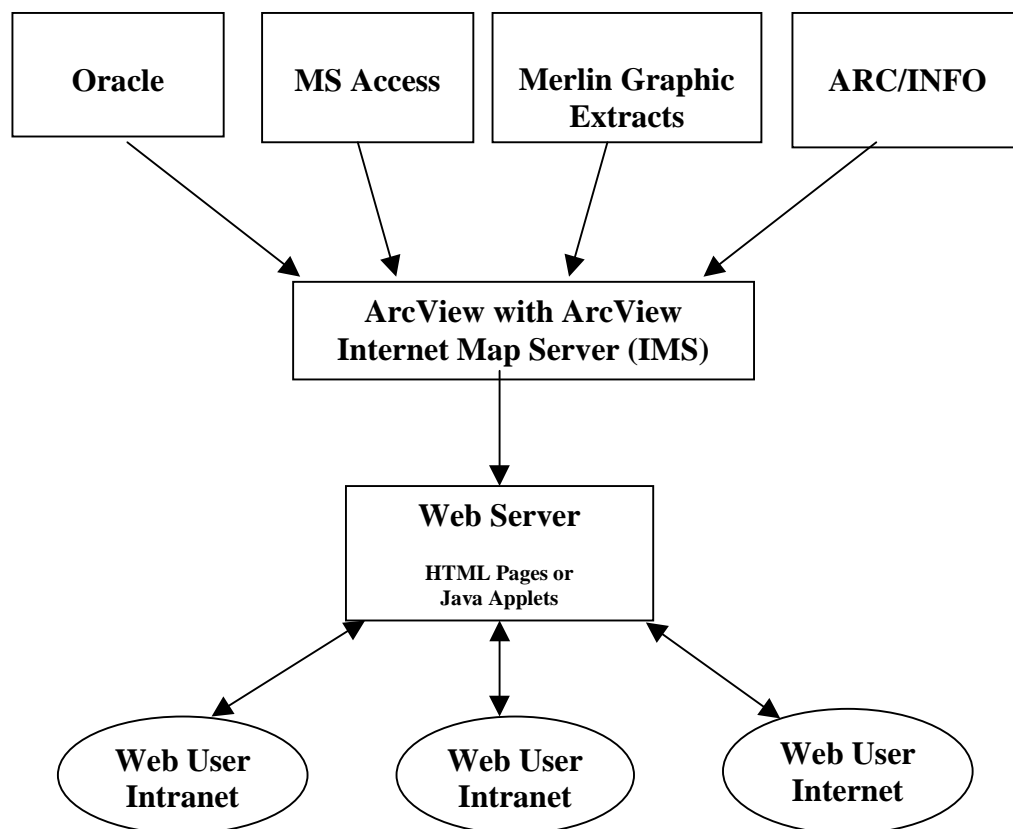 Oracle
MS Access
Merlin Graphic
Extracts
ARC/INFO
ArcView with ArcView
Internet Map Server (IMS)
Web Server
HTML Pages or
Java Applets
Web User
Intranet
Web User
Intranet
Web User
Internet